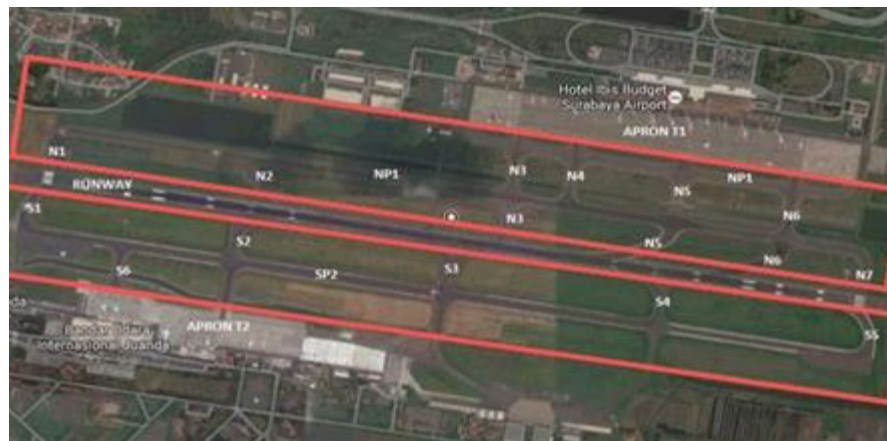 Hotel Ibis Budget
Surabaya Airport
APRON T1
N1
N2
NP1
N3
N4
N5
NP1
RUNWAY
S1
N3
N6
S2
N5
N6
S3
N7
S6
SP2
S4
S5
APRON T2
Bandar Udara
Internasional Juanda